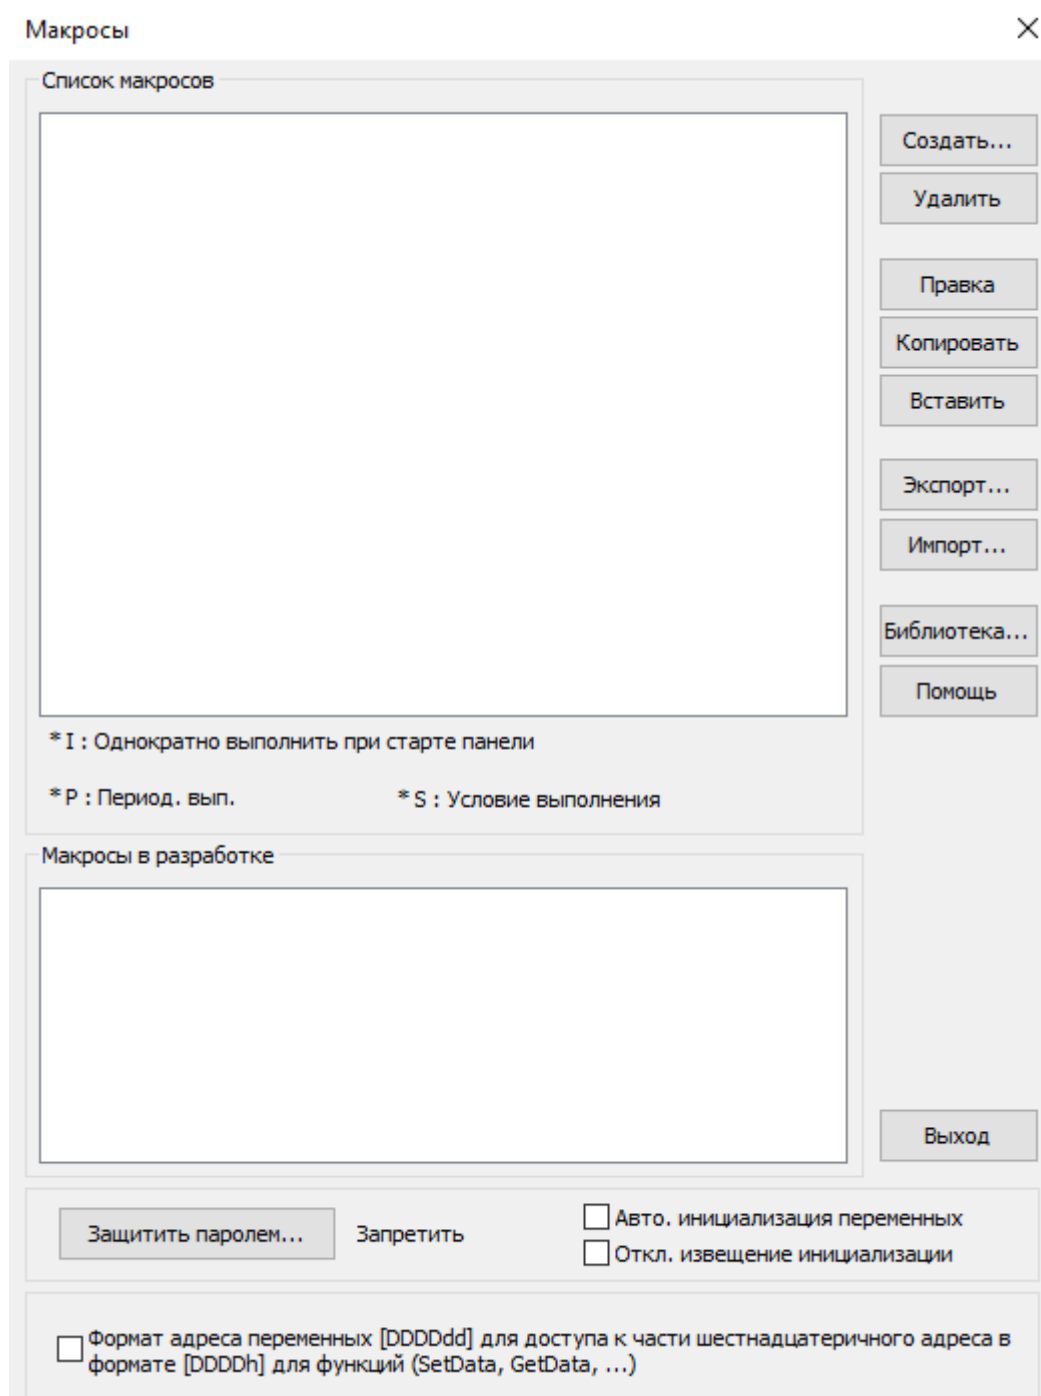 Макросы
Список макросов
Создать...
Удалить
Правка
Копировать
Вставить
Экспорт...
Импорт...
Библиотека...
Помощь
* I : Однократно выполнить при старте панели
* P : Период. вып.
* S : Условие выполнения
Макросы в разработке
Выход
Защитить паролем...
Запретить
Авто. инициализация переменных
Откл. извещение инициализации
Формат адреса переменных [DDDDdd] для доступа к части шестнадцатеричного адреса в
формате [DDDDh] для функций (SetData, GetData, ...)